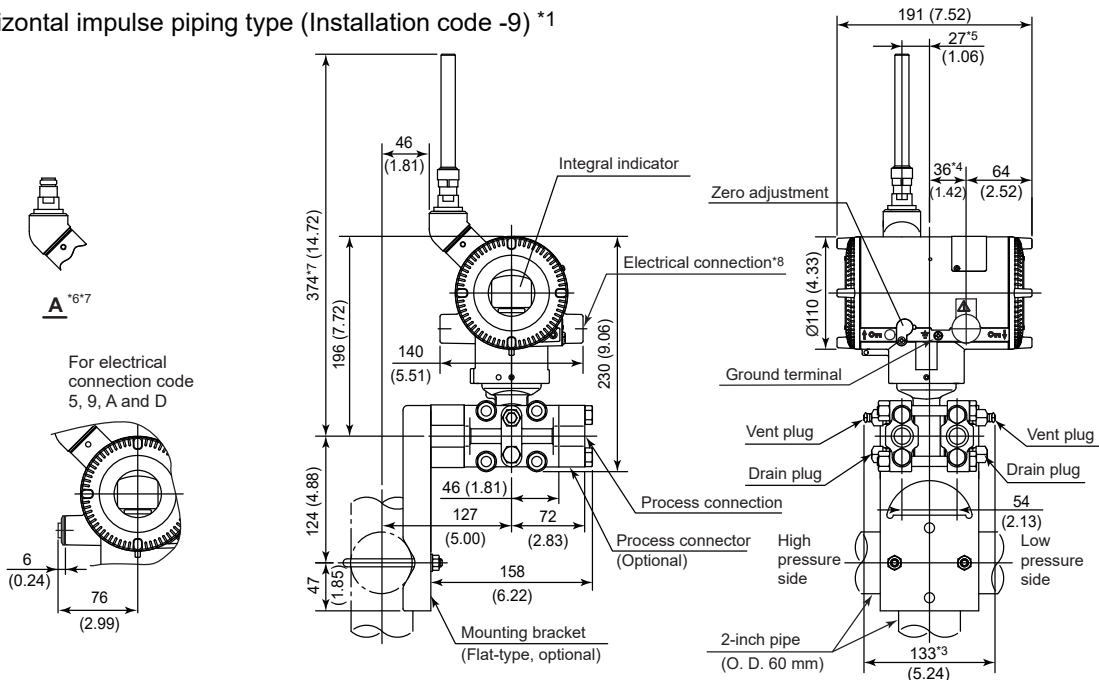 izontal impulse piping type (Installation code -9) *1
A *6*7
For electrical
connection code
5, 9, A and D
6
(0.24)
76
(2.99)
374*7 (14.72)
196 (7.72)
124 (4.88)
47
(1.85)
46
(1.81)
Integral indicator
Electrical connection*8
140
(5.51)
230 (9.06)
46 (1.81)
127
(5.00)
72
(2.83)
158
(6.22)
Process connection
Process connector
(Optional)
Mounting bracket
(Flat-type, optional)
191 (7.52)
27*5
(1.06)
36*4
(1.42)
64
(2.52)
Zero adjustment
Ø110 (4.33)
Ground terminal
Vent plug
Vent plug
Drain plug
Drain plug
54
(2.13)
High
pressure
side
Low
pressure
side
2-inch pipe
(O. D. 60 mm)
133*3
(5.24)